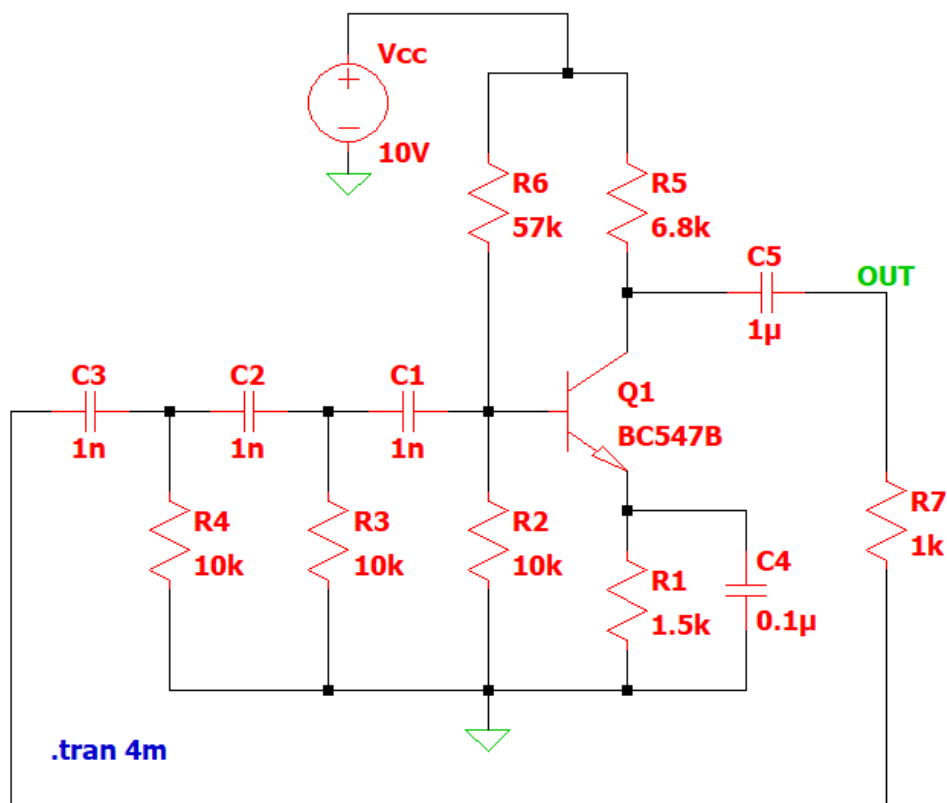 Vcc
+
−
10V
R6
57k
R5
6.8k
C5
1µ
OUT
C3
1n
C2
1n
C1
1n
Q1
BC547B
R4
10k
R3
10k
R2
10k
R1
1.5k
C4
0.1µ
R7
1k
.tran 4m